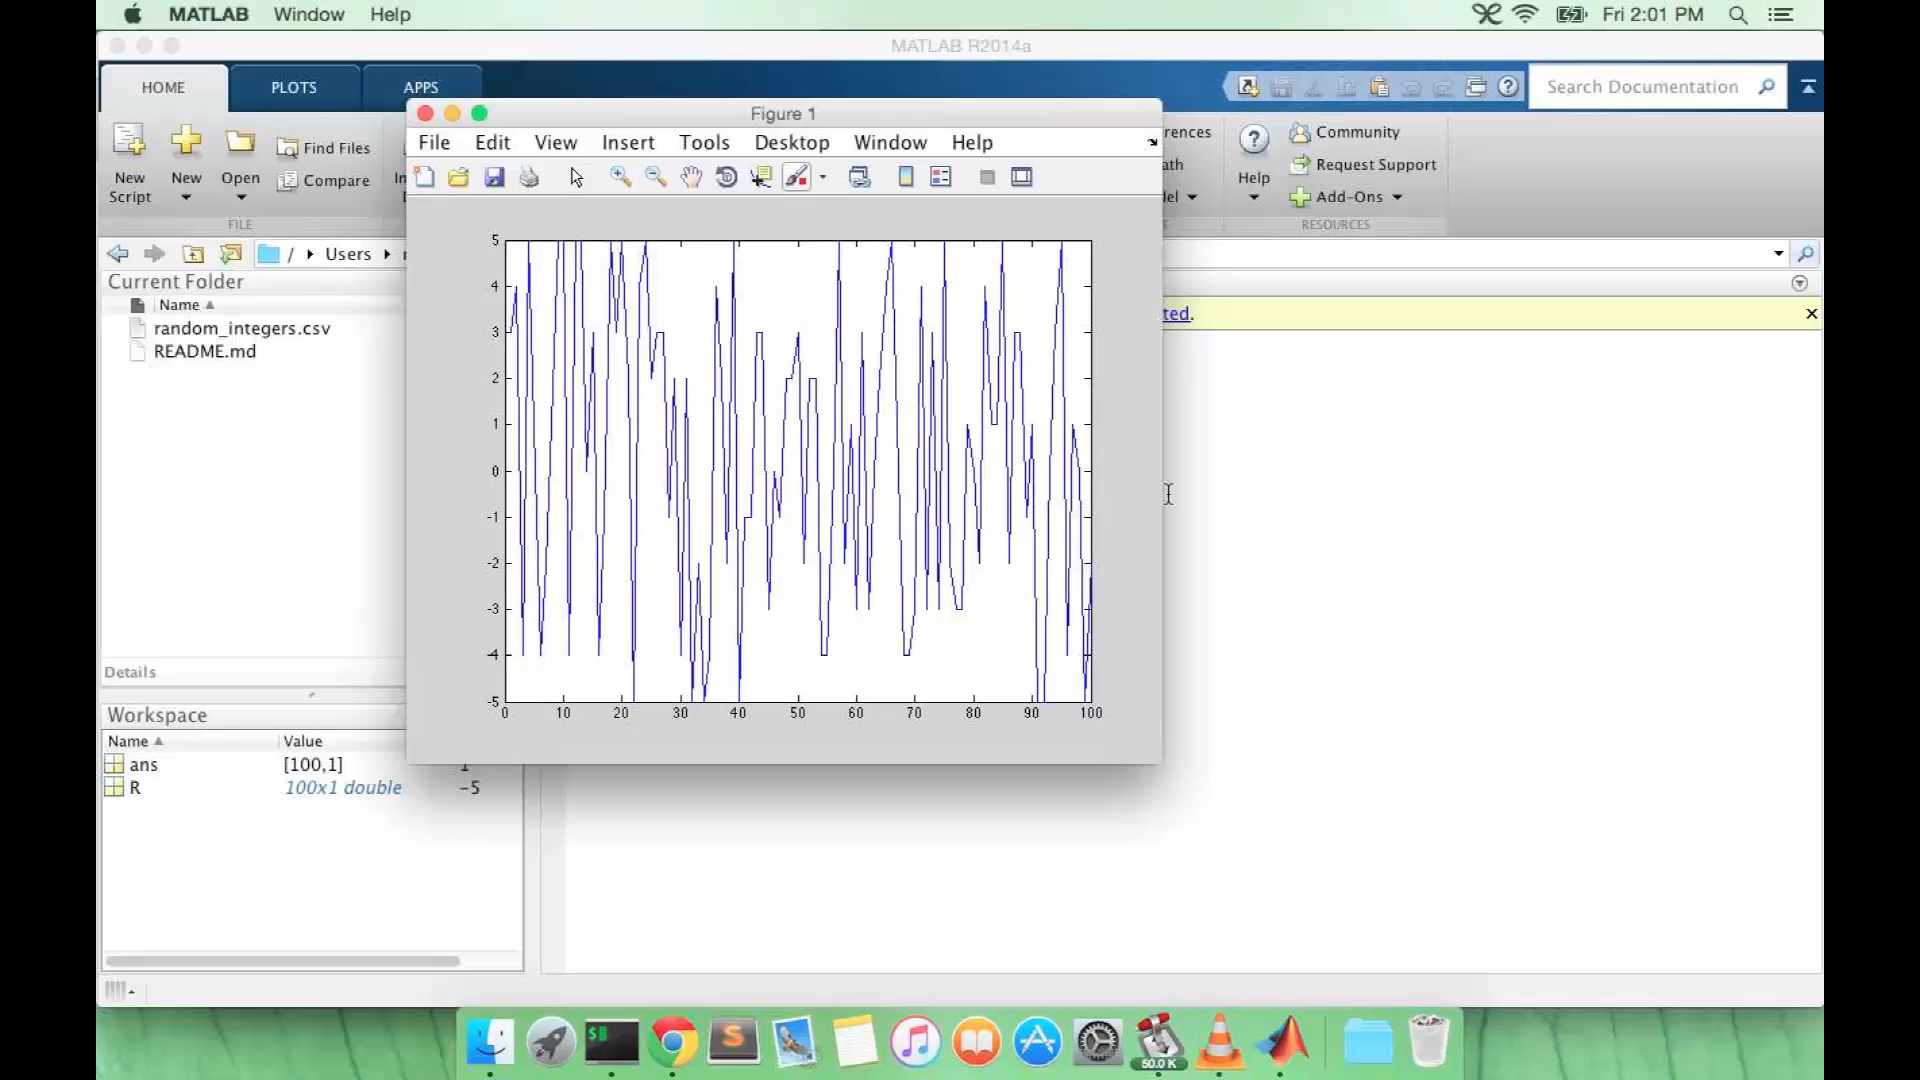 MATLAB Window Help Fri 2:01 PM
MATLAB R2014a
HOME PLOTS APPS
Search Documentation
Figure 1
File Edit View Insert Tools Desktop Window Help
New Script
New
Open
Find Files
Compare
FILE
Help
Community
Request Support
Add-Ons
RESOURCES
/ Users
Current Folder
Name
random_integers.csv
README.md
ted.
5
4
3
2
1
0
-1
-2
-3
-4
-5
0 10 20 30 40 50 60 70 80 90 100
Details
Workspace
Name Value
ans [100,1] 1
R 100x1 double -5
50.0 K